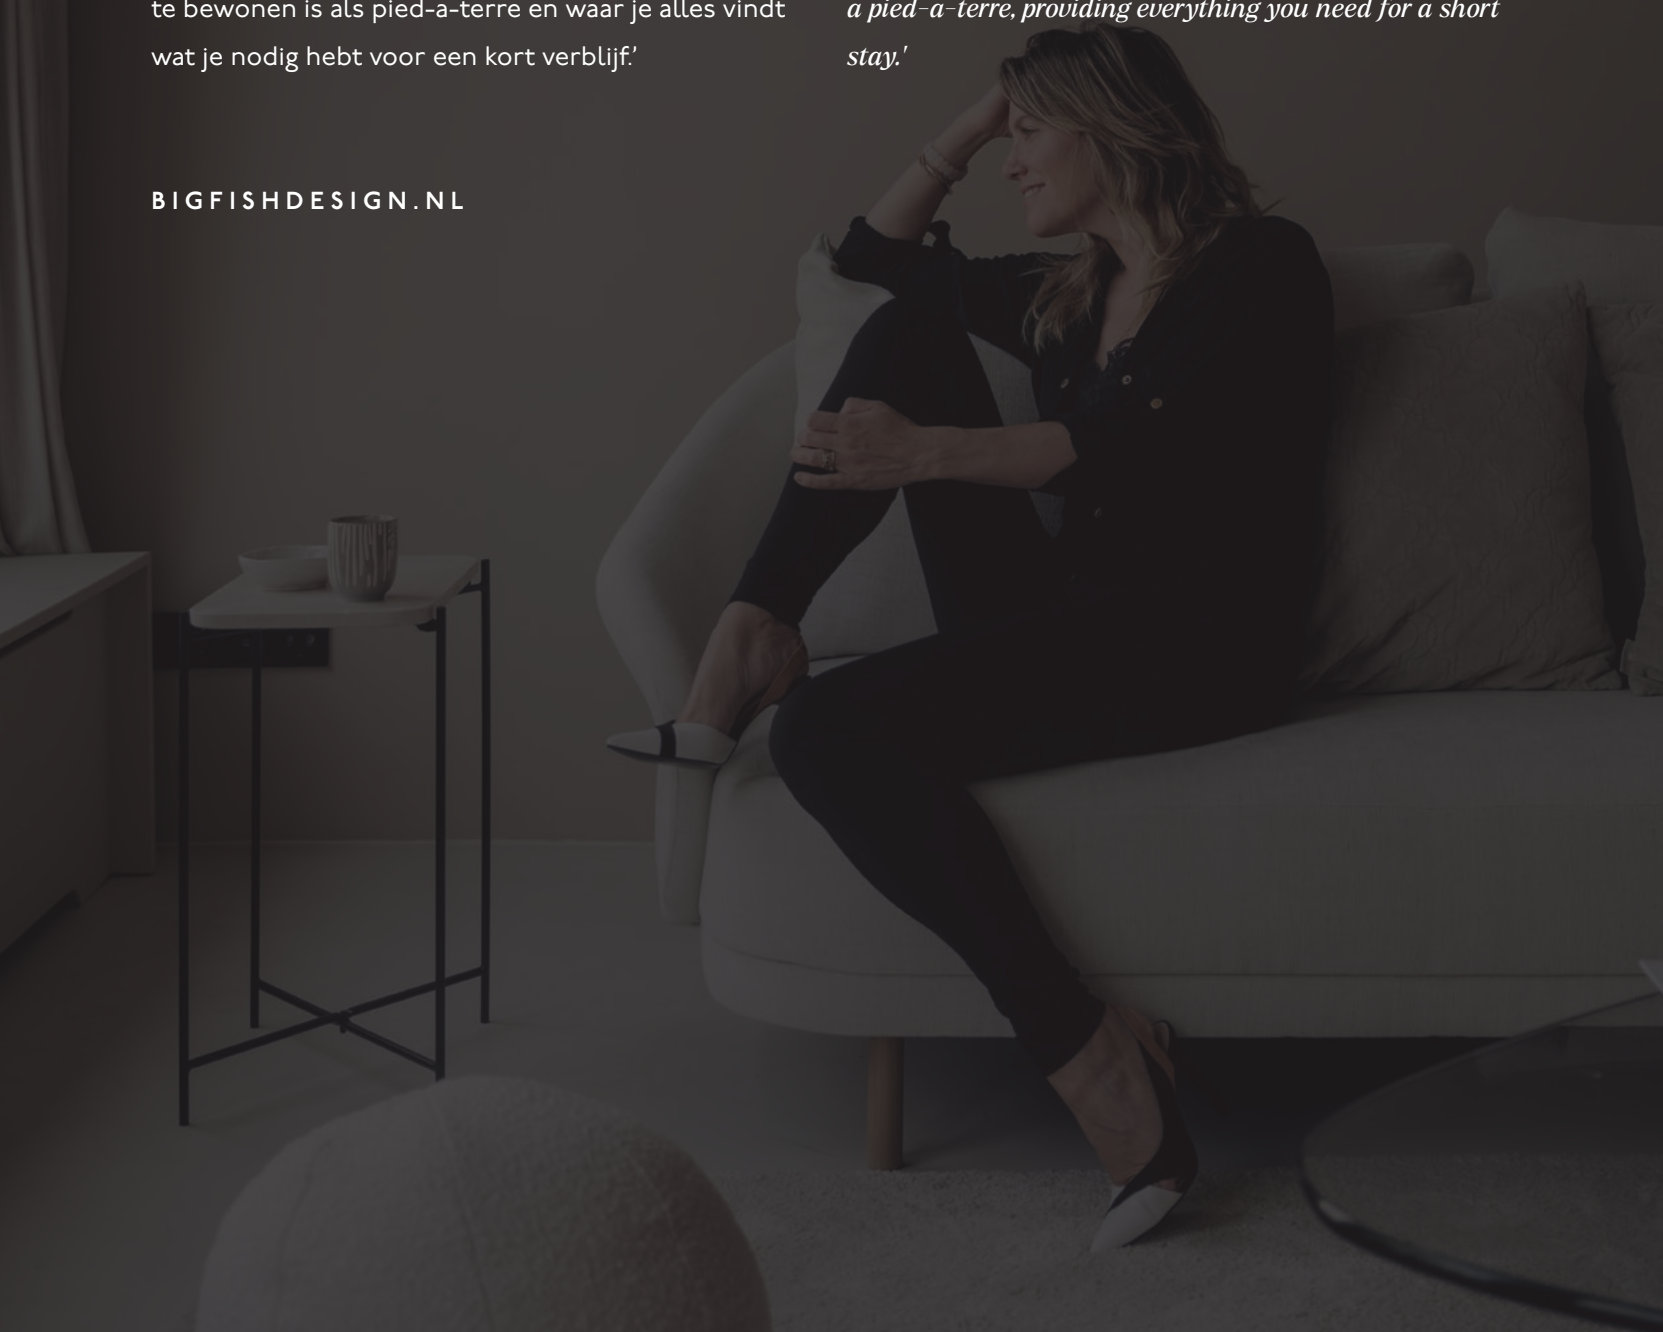 te bewonen is als pied-a-terre en waar je alles vindt
wat je nodig hebt voor een kort verblijf.’
a pied-a-terre, providing everything you need for a short
stay.'
BIGFISHDESIGN.NL